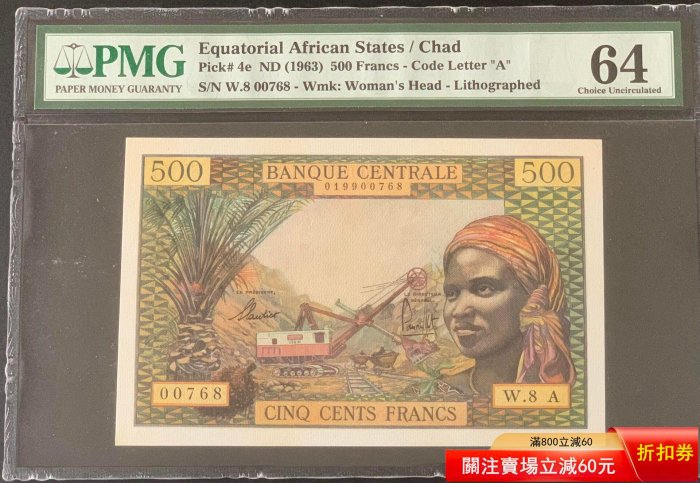 PMG
PAPER MONEY GUARANTY
Equatorial African States / Chad
Pick# 4e ND (1963) 500 Francs - Code Letter "A"
S/N W.8 00768 - Wmk: Woman's Head - Lithographed
64
Choice Uncirculated
500
BANQUE CENTRALE
500
019900768
LE PRÉSIDENT,
00768
W.8 A
CINQ CENTS FRANCS
滿800立減60
關注賣場立減60元
折扣券